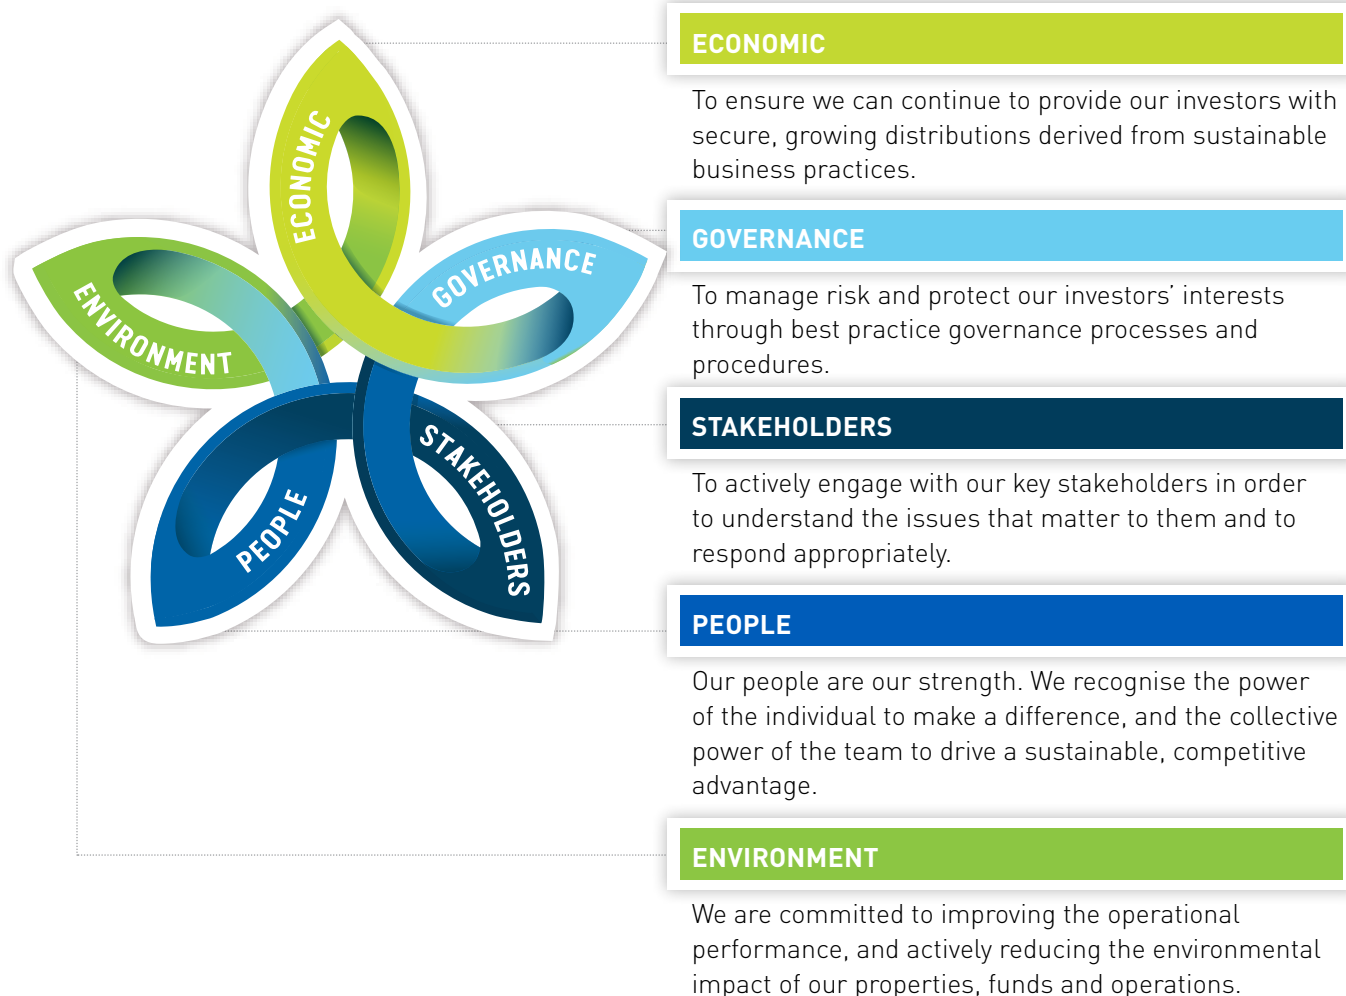 ECONOMIC
GOVERNANCE
ENVIRONMENT
STAKEHOLDERS
PEOPLE
ECONOMIC
To ensure we can continue to provide our investors with
secure, growing distributions derived from sustainable
business practices.
GOVERNANCE
To manage risk and protect our investors’ interests
through best practice governance processes and
procedures.
STAKEHOLDERS
To actively engage with our key stakeholders in order
to understand the issues that matter to them and to
respond appropriately.
PEOPLE
Our people are our strength. We recognise the power
of the individual to make a difference, and the collective
power of the team to drive a sustainable, competitive
advantage.
ENVIRONMENT
We are committed to improving the operational
performance, and actively reducing the environmental
impact of our properties, funds and operations.